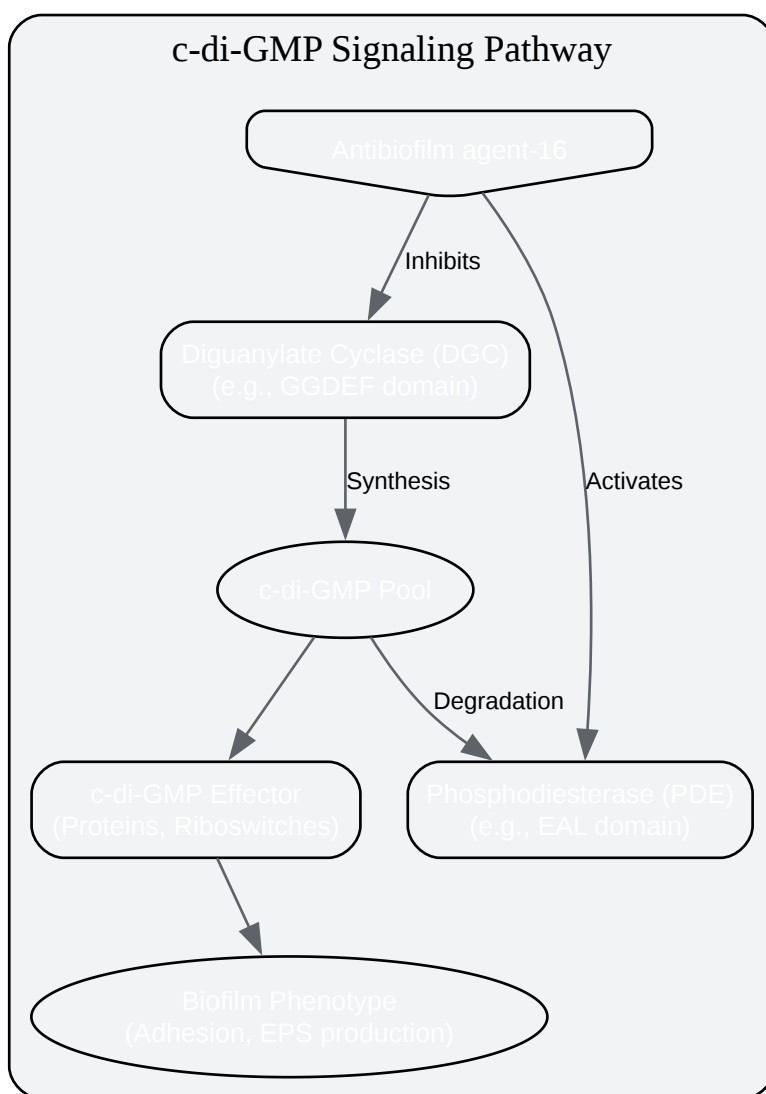 c-di-GMP Signaling Pathway
Antibiofilm agent-16
Inhibits
Diguanylate Cyclase (DGC)
(e.g., GGDEF domain)
Synthesis
Activates
c-di-GMP Pool
Degradation
c-di-GMP Effector
(Proteins, Riboswitches)
Phosphodiesterase (PDE)
(e.g., EAL domain)
Biofilm Phenotype
(Adhesion, EPS production)